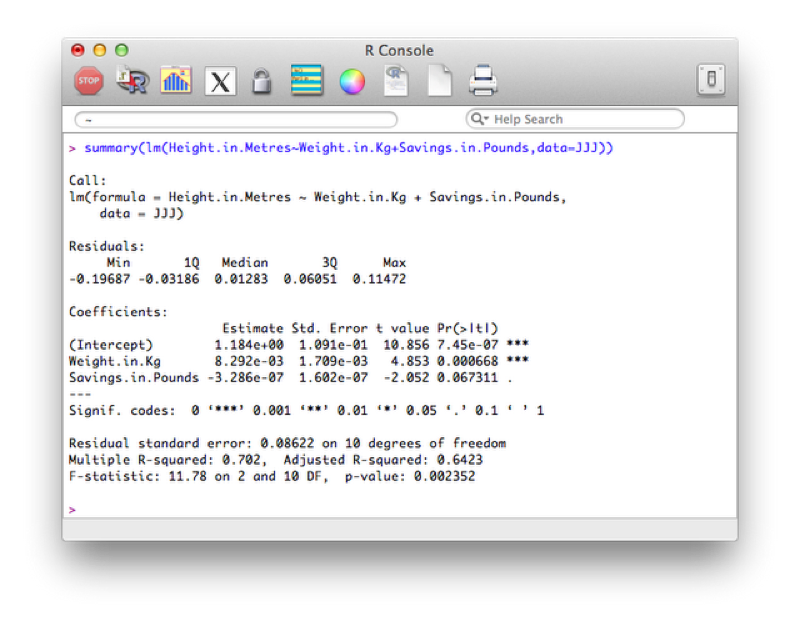 R Console
STOP
R
X
R
~
Help Search
> summary(lm(Height.in.Metres~Weight.in.Kg+Savings.in.Pounds,data=JJJ))
Call:
lm(formula = Height.in.Metres ~ Weight.in.Kg + Savings.in.Pounds,
    data = JJJ)
Residuals:
     Min       1Q   Median       3Q      Max
-0.19687 -0.03186  0.01283  0.06051  0.11472
Coefficients:
                    Estimate Std. Error t value Pr(>|t|)
(Intercept)        1.184e+00  1.091e-01  10.856 7.45e-07 ***
Weight.in.Kg       8.292e-03  1.709e-03   4.853 0.000668 ***
Savings.in.Pounds -3.286e-07  1.602e-07  -2.052 0.067311 .
---
Signif. codes:  0 ‘***’ 0.001 ‘**’ 0.01 ‘*’ 0.05 ‘.’ 0.1 ‘ ’ 1
Residual standard error: 0.08622 on 10 degrees of freedom
Multiple R-squared: 0.702,  Adjusted R-squared: 0.6423
F-statistic: 11.78 on 2 and 10 DF,  p-value: 0.002352
>